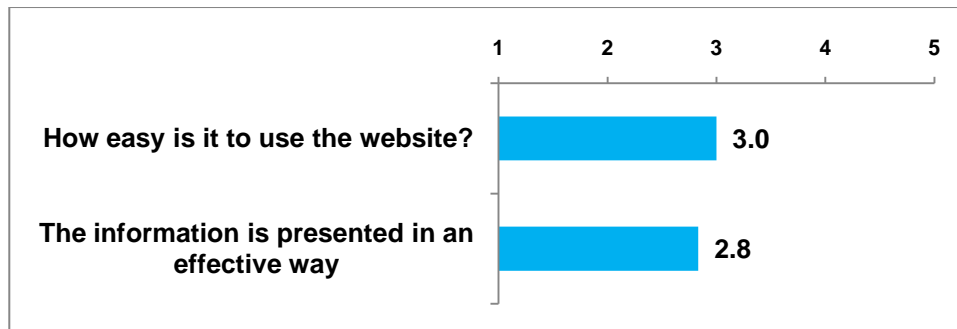 1 2 3 4 5
How easy is it to use the website? 3.0
The information is presented in an
effective way 2.8